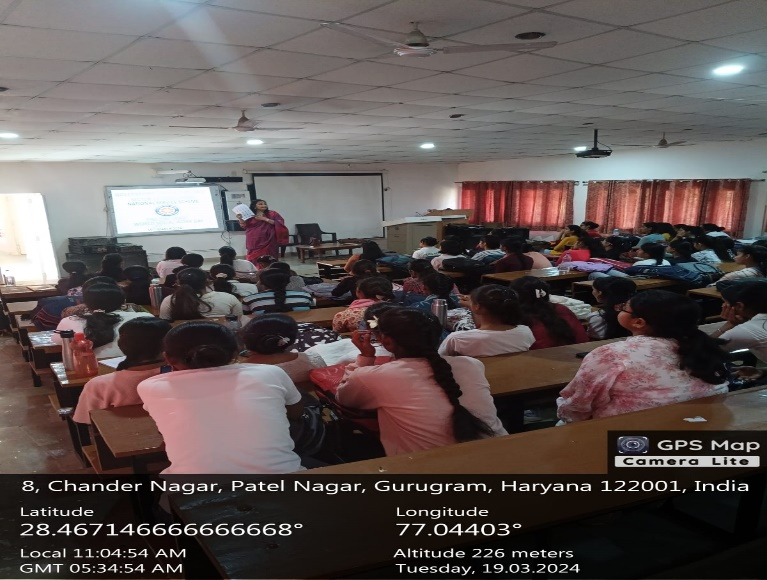 GPS Map
Camera Lite
8, Chander Nagar, Patel Nagar, Gurugram, Haryana 122001, India
Latitude
28.467146666666668°
Longitude
77.04403°
Local 11:04:54 AM
GMT 05:34:54 AM
Altitude 226 meters
Tuesday, 19.03.2024